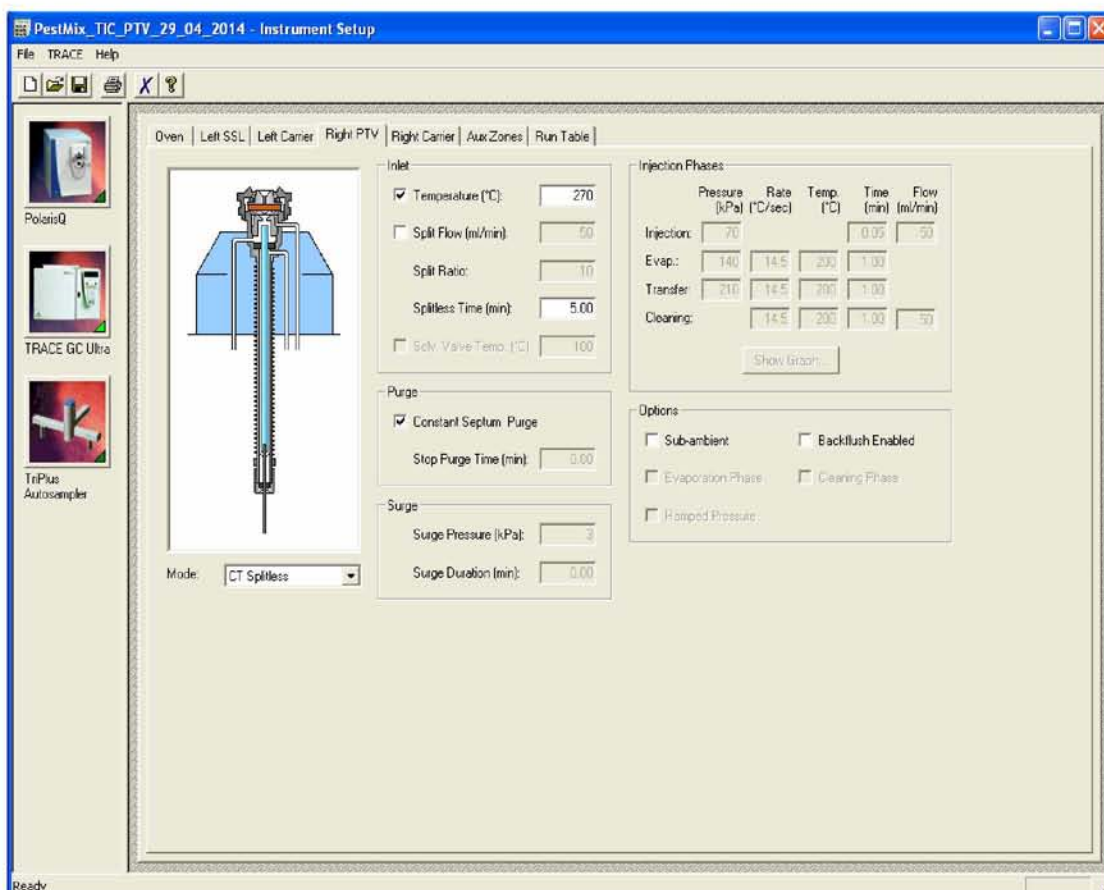 PestMix_TIC_PTV_29_04_2014 - Instrument Setup
File TRACE Help
PolarisQ
TRACE GC Ultra
TriPlus
Autosampler
Oven Left SSL Left Carrier Right PTV Right Carrier Aux Zones Run Table
Mode: CT Splitless
Inlet
Temperature (°C): 270
Split Flow (ml/min): 50
Split Ratio: 10
Splitless Time (min): 5.00
Solv. Valve Temp. (°C) 100
Purge
Constant Septum Purge
Stop Purge Time (min): 0.00
Surge
Surge Pressure (kPa): 3
Surge Duration (min): 0.00
Injection Phases
Pressure Rate Temp. Time Flow
(kPa) (°C/sec) (°C) (min) (ml/min)
Injection: 70 0.05 50
Evap.: 140 14.5 200 1.00
Transfer 210 14.5 200 1.00
Cleaning: 14.5 200 1.00 50
Show Graph...
Options
Sub-ambient Backflush Enabled
Evaporation Phase Cleaning Phase
Ramped Pressure
Ready